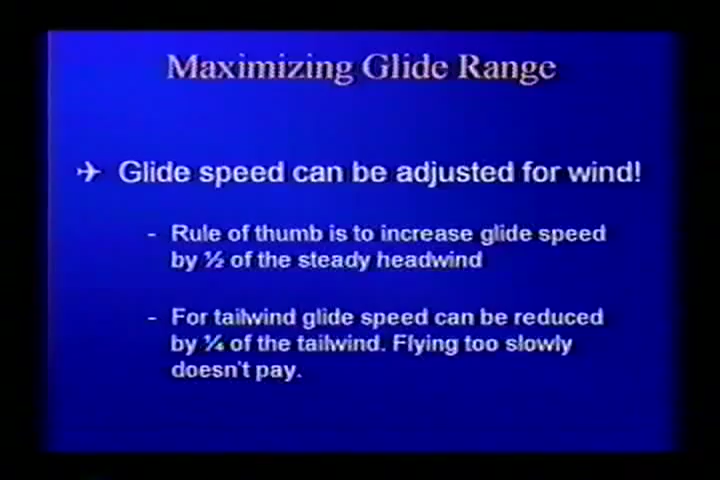 Maximizing Glide Range
Glide speed can be adjusted for wind!
- Rule of thumb is to increase glide speed
by ½ of the steady headwind
- For tailwind glide speed can be reduced
by ¼ of the tailwind. Flying too slowly
doesn't pay.